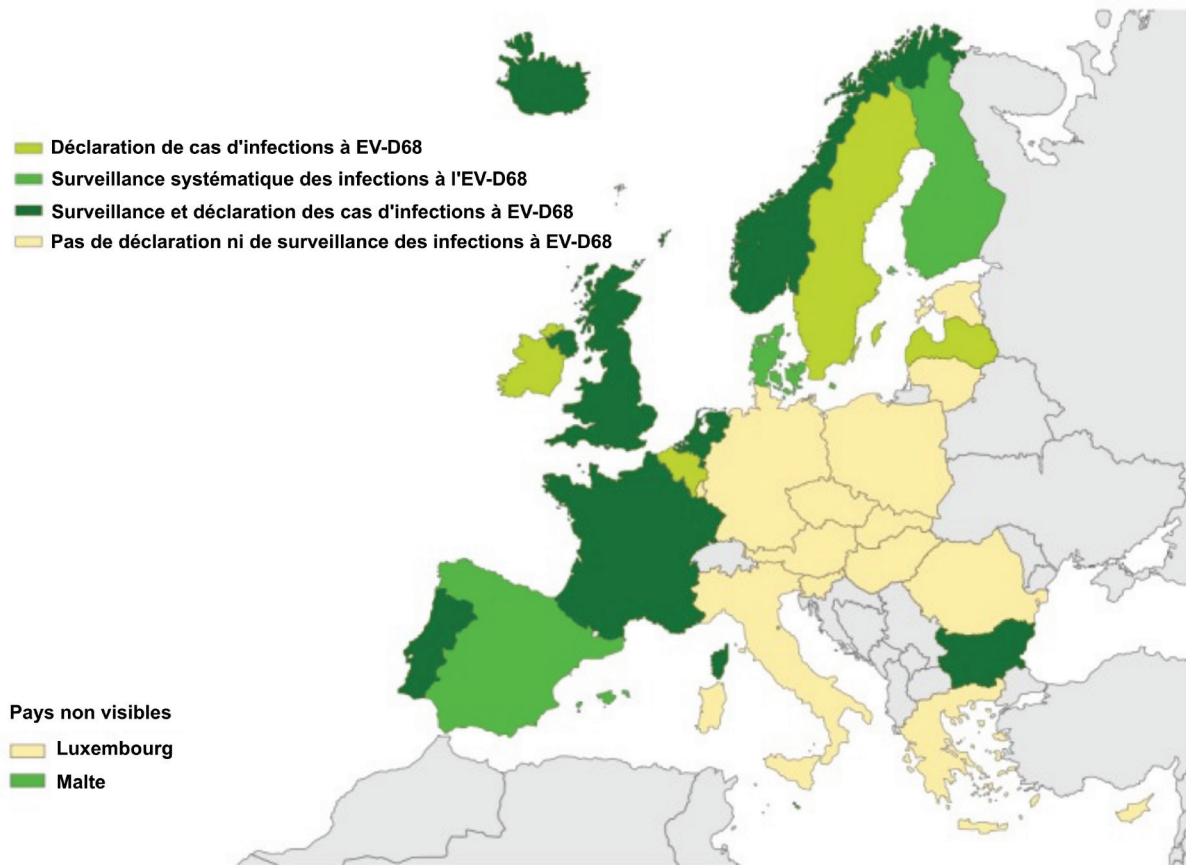 Déclaration de cas d'infections à EV-D68
Surveillance systématique des infections à l'EV-D68
Surveillance et déclaration des cas d'infections à EV-D68
Pas de déclaration ni de surveillance des infections à EV-D68
Pays non visibles
Luxembourg
Malte